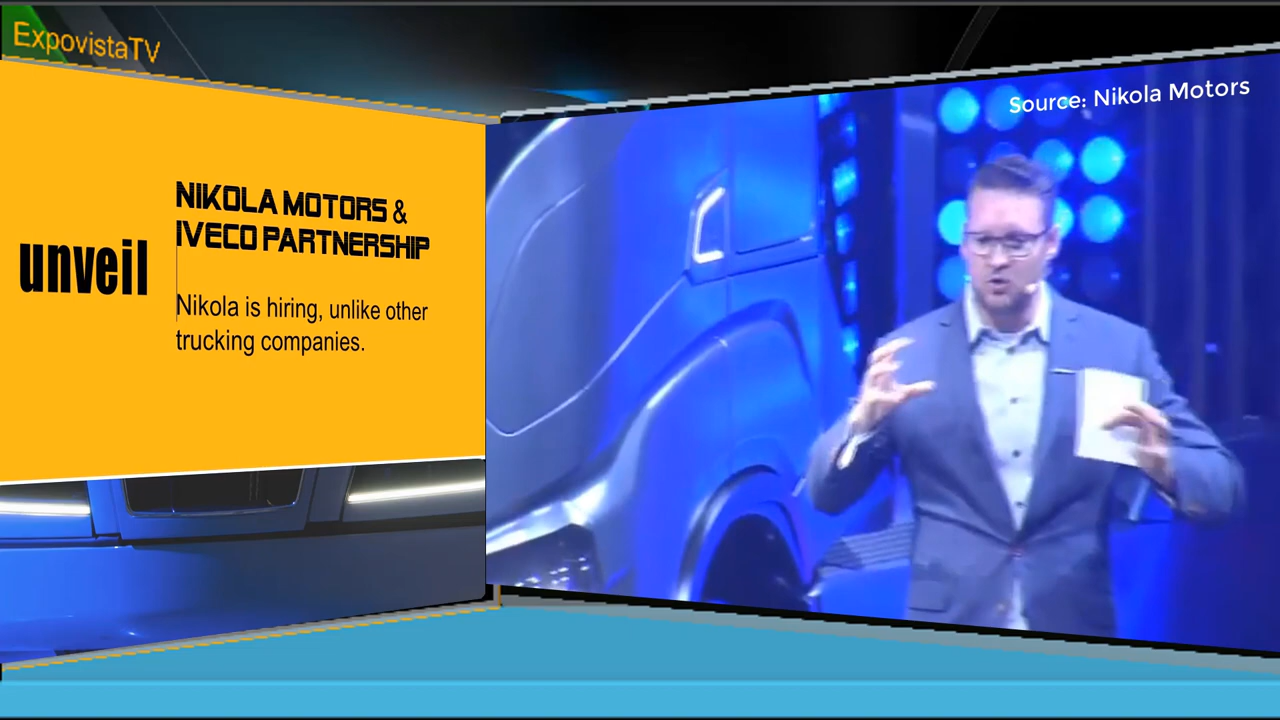 ExpovistaTV
Source: Nikola Motors
unveil
NIKOLA MOTORS &
IVECO PARTNERSHIP
Nikola is hiring, unlike other
trucking companies.